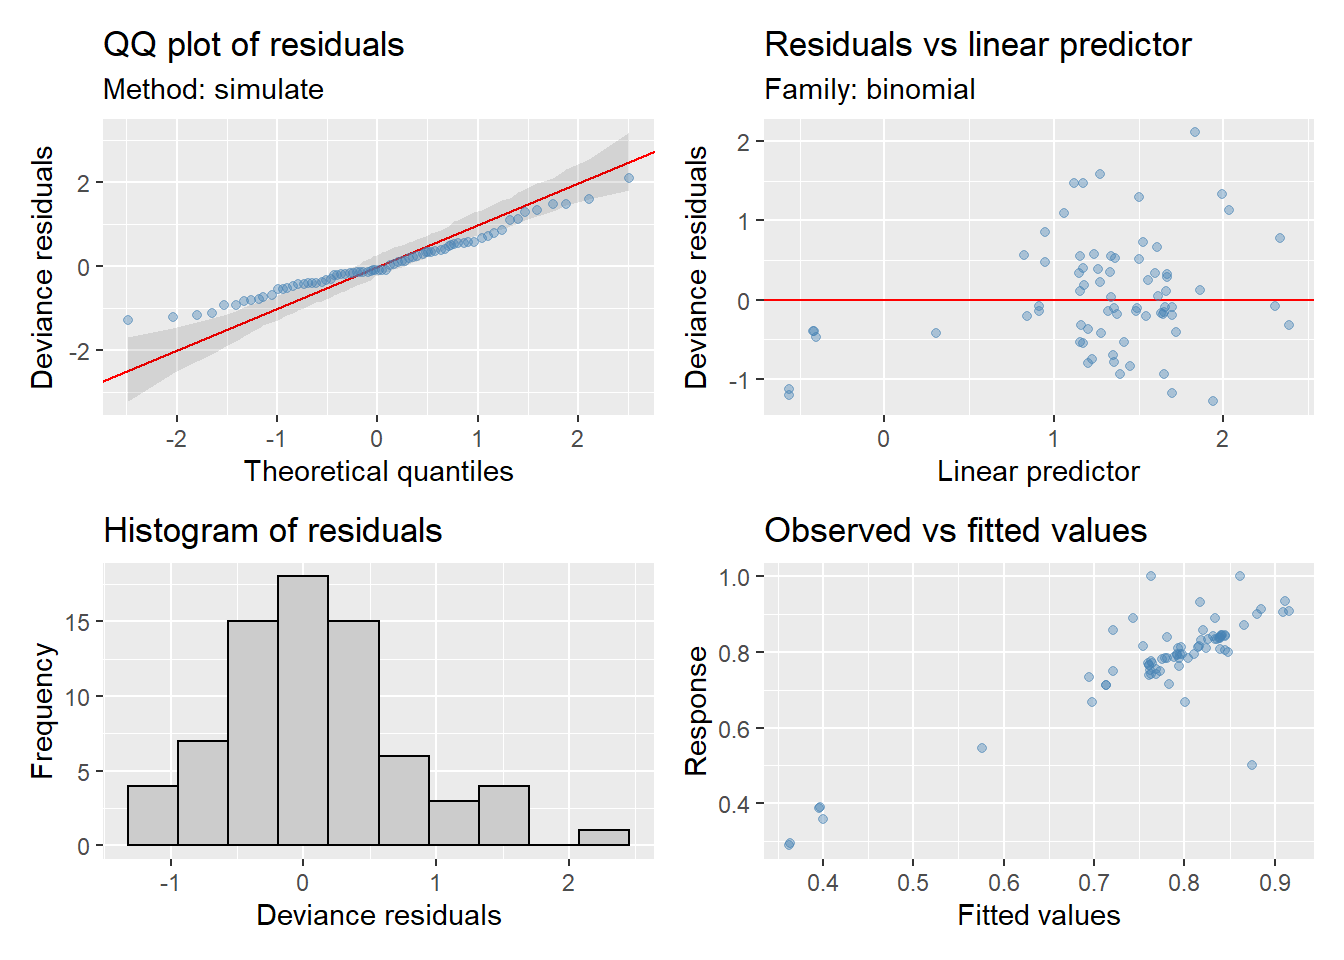 QQ plot of residuals
Method: simulate
Deviance residuals
2
0
-2
-2
-1
0
1
2
Theoretical quantiles
Residuals vs linear predictor
Family: binomial
Deviance residuals
2
1
0
-1
0
1
2
Linear predictor
Histogram of residuals
Frequency
15
10
5
0
-1
0
1
2
Deviance residuals
Observed vs fitted values
Response
1.0
0.8
0.6
0.4
0.4
0.5
0.6
0.7
0.8
0.9
Fitted values